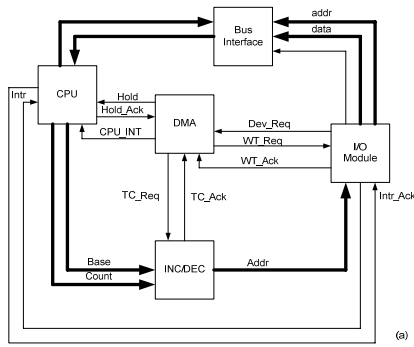 Bus
Interface
addr
data
Intr
CPU
Hold
Hold_Ack
CPU_INT
DMA
Dev_Req
WT_Req
WT_Ack
I/O
Module
TC_Req
TC_Ack
Intr_Ack
Base
Count
INC/DEC
Addr
(a)